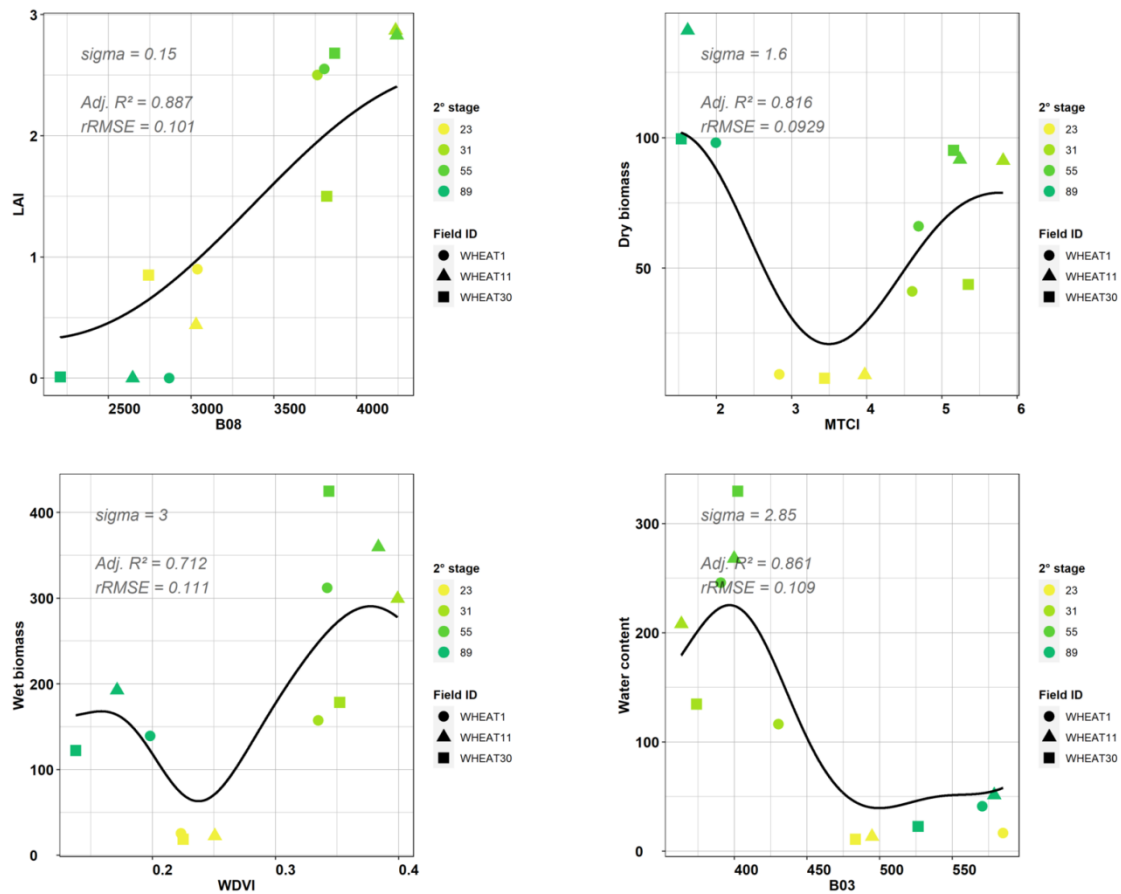 3
2
1
0
LAI
sigma = 0.15
Adj. R² = 0.887
rRMSE = 0.101
2500 3000 3500 4000
B08
2° stage
23
31
55
89
Field ID
WHEAT1
WHEAT11
WHEAT30
100
50
Dry biomass
sigma = 1.6
Adj. R² = 0.816
rRMSE = 0.0929
2 3 4 5 6
MTCI
2° stage
23
31
55
89
Field ID
WHEAT1
WHEAT11
WHEAT30
400
300
200
100
0
Wet biomass
sigma = 3
Adj. R² = 0.712
rRMSE = 0.111
0.2 0.3 0.4
WDVI
2° stage
23
31
55
89
Field ID
WHEAT1
WHEAT11
WHEAT30
300
200
100
0
Water content
sigma = 2.85
Adj. R² = 0.861
rRMSE = 0.109
400 450 500 550
B03
2° stage
23
31
55
89
Field ID
WHEAT1
WHEAT11
WHEAT30